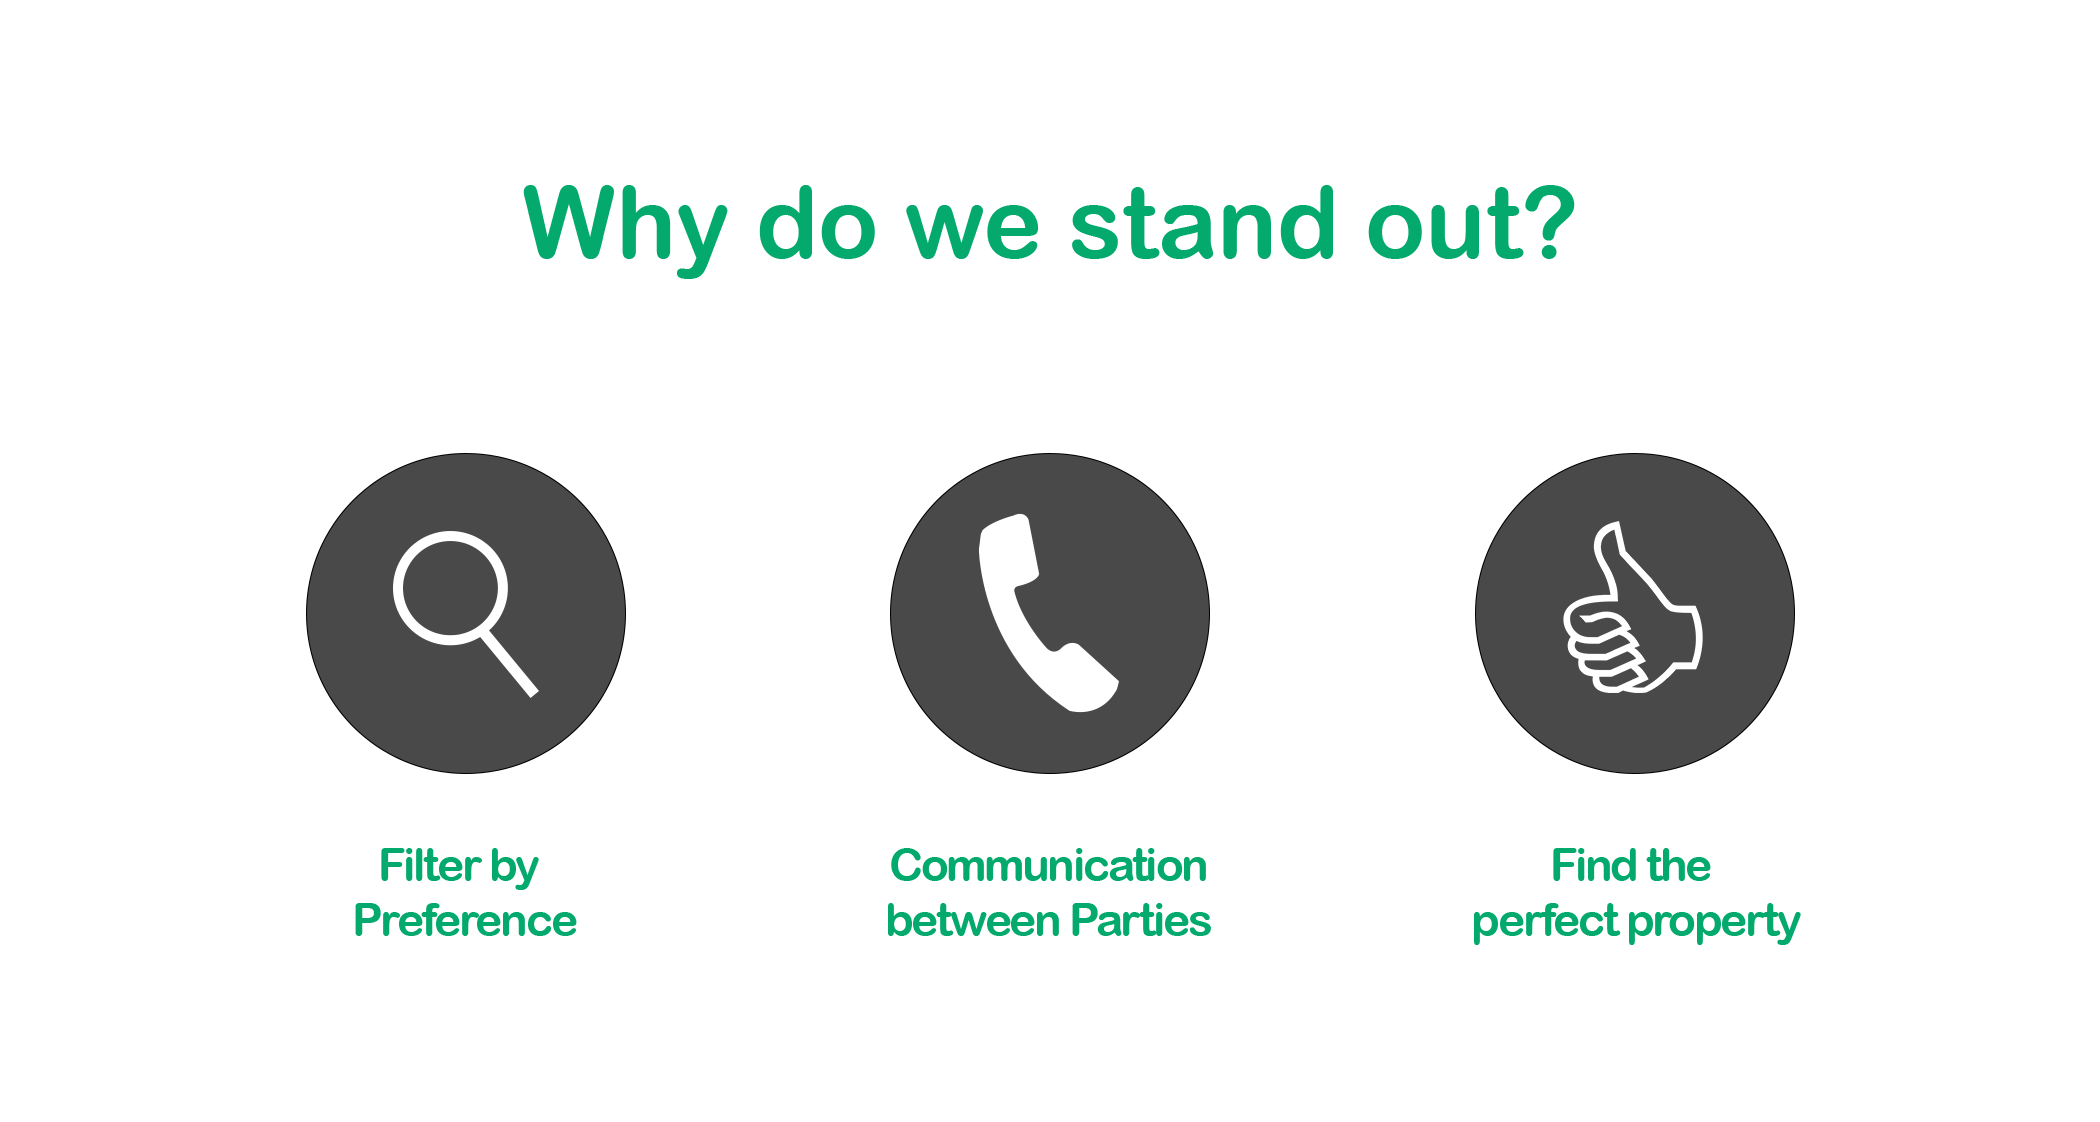 Why do we stand out?
Filter by
Preference
Communication
between Parties
Find the
perfect property